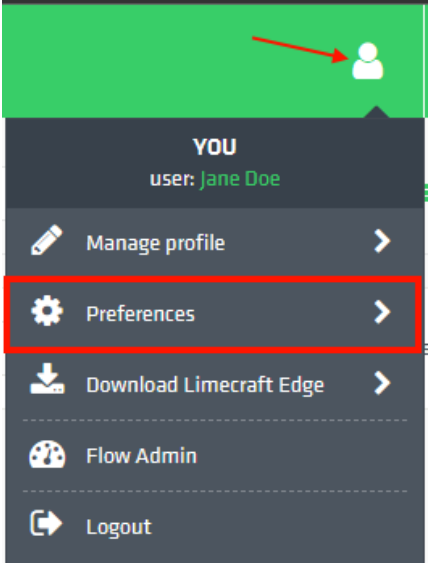 YOU
user: Jane Doe
Manage profile
Preferences
Download Limecraft Edge
Flow Admin
Logout